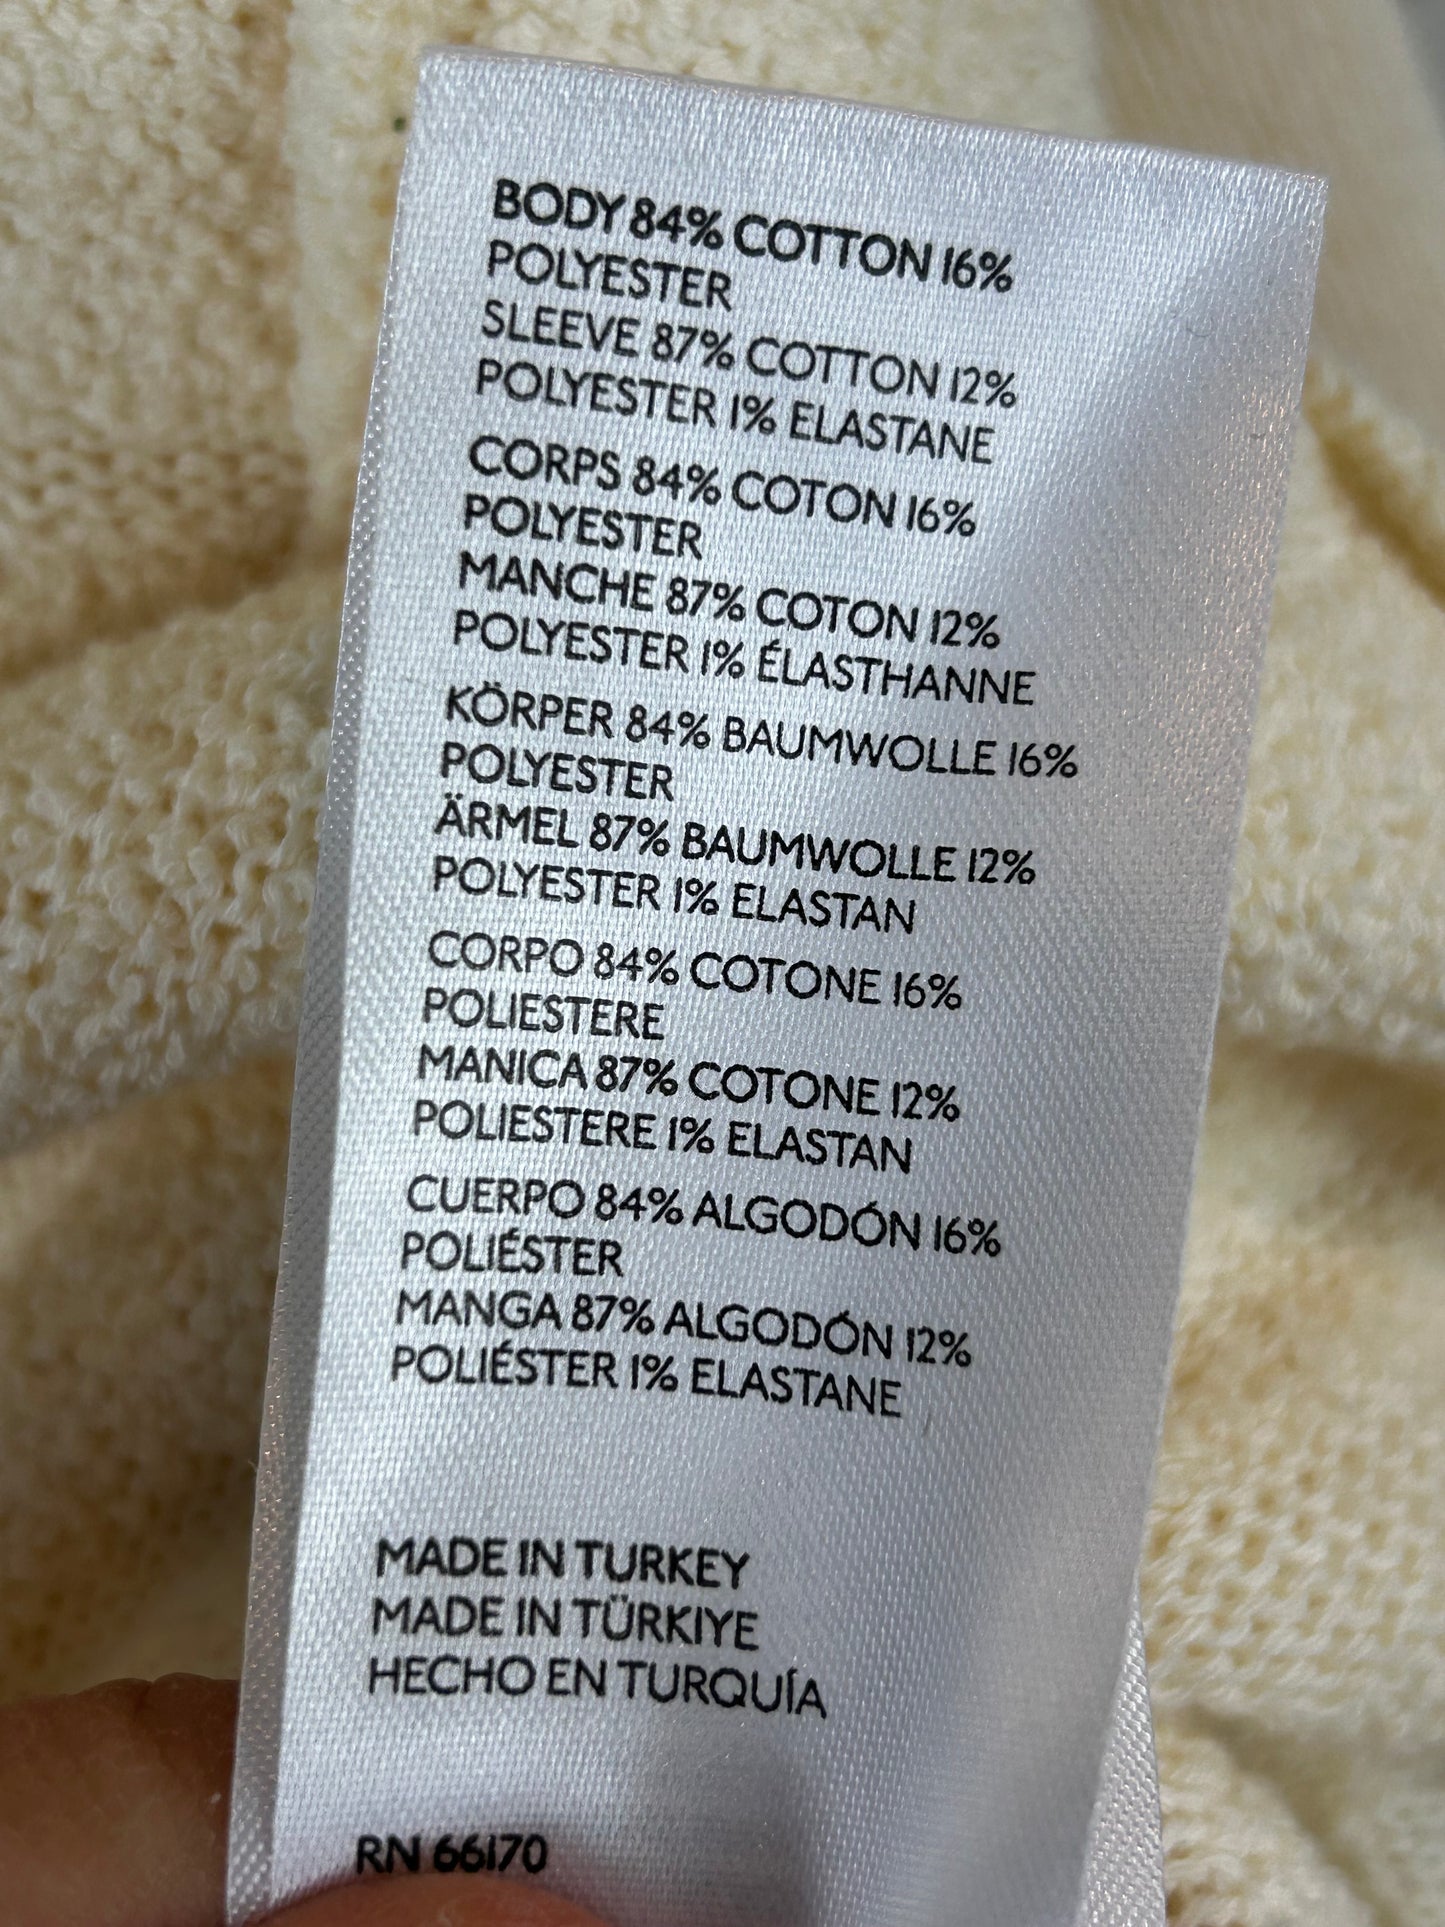 BODY 84% COTTON 16%
POLYESTER
SLEEVE 87% COTTON 12%
POLYESTER 1% ELASTANE
CORPS 84% COTON 16%
POLYESTER
MANCHE 87% COTON 12%
POLYESTER 1% ÉLASTHANNE
KÖRPER 84% BAUMWOLLE 16%
POLYESTER
ÄRMEL 87% BAUMWOLLE 12%
POLYESTER 1% ELASTAN
CORPO 84% COTONE 16%
POLIESTERE
MANICA 87% COTONE 12%
POLIESTERE 1% ELASTAN
CUERPO 84% ALGODÓN 16%
POLIÉSTER
MANGA 87% ALGODÓN 12%
POLIÉSTER 1% ELASTANE
MADE IN TURKEY
MADE IN TÜRKIYE
HECHO EN TURQUÍA
RN 66170